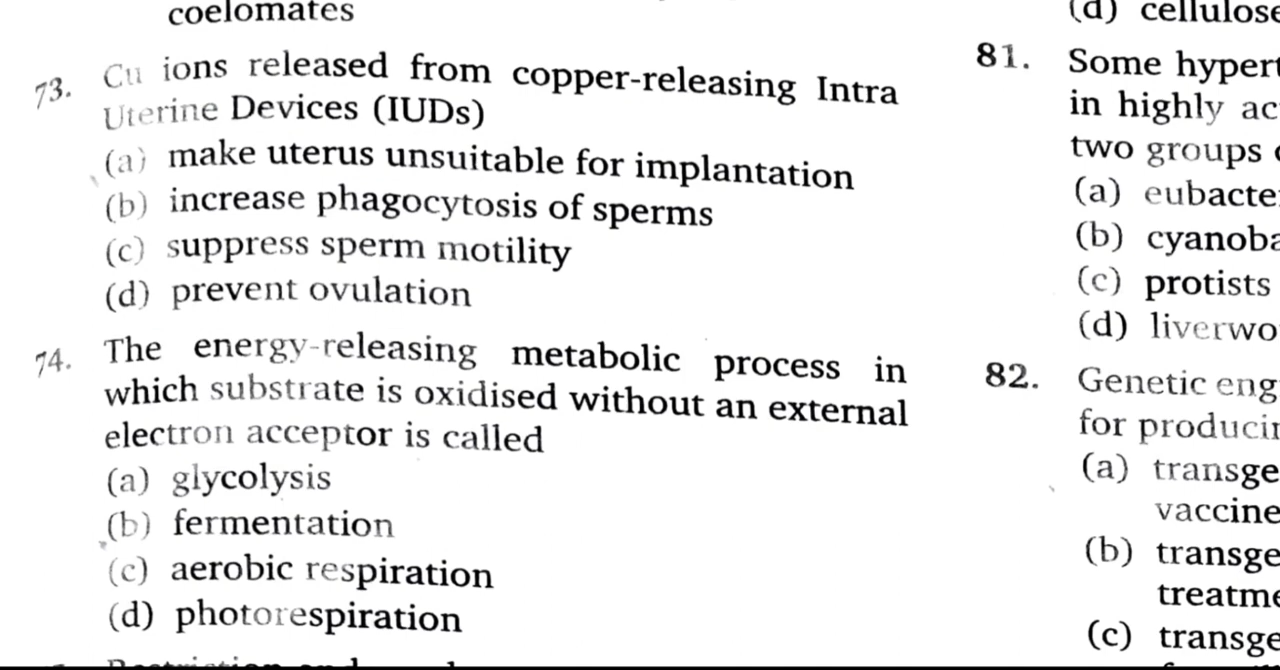 coelomates
73. Cu ions released from copper-releasing Intra
Uterine Devices (IUDs)
(a) make uterus unsuitable for implantation
(b) increase phagocytosis of sperms
(c) suppress sperm motility
(d) prevent ovulation
74. The energy-releasing metabolic process in
which substrate is oxidised without an external
electron acceptor is called
(a) glycolysis
(b) fermentation
(c) aerobic respiration
(d) photorespiration
(d) cellulose
81. Some hypert
in highly ac
two groups
(a) eubacte
(b) cyanoba
(c) protists
(d) liverwo
82. Genetic eng
for produci
(a) transge
vaccine
(b) transge
treatme
(c) transge